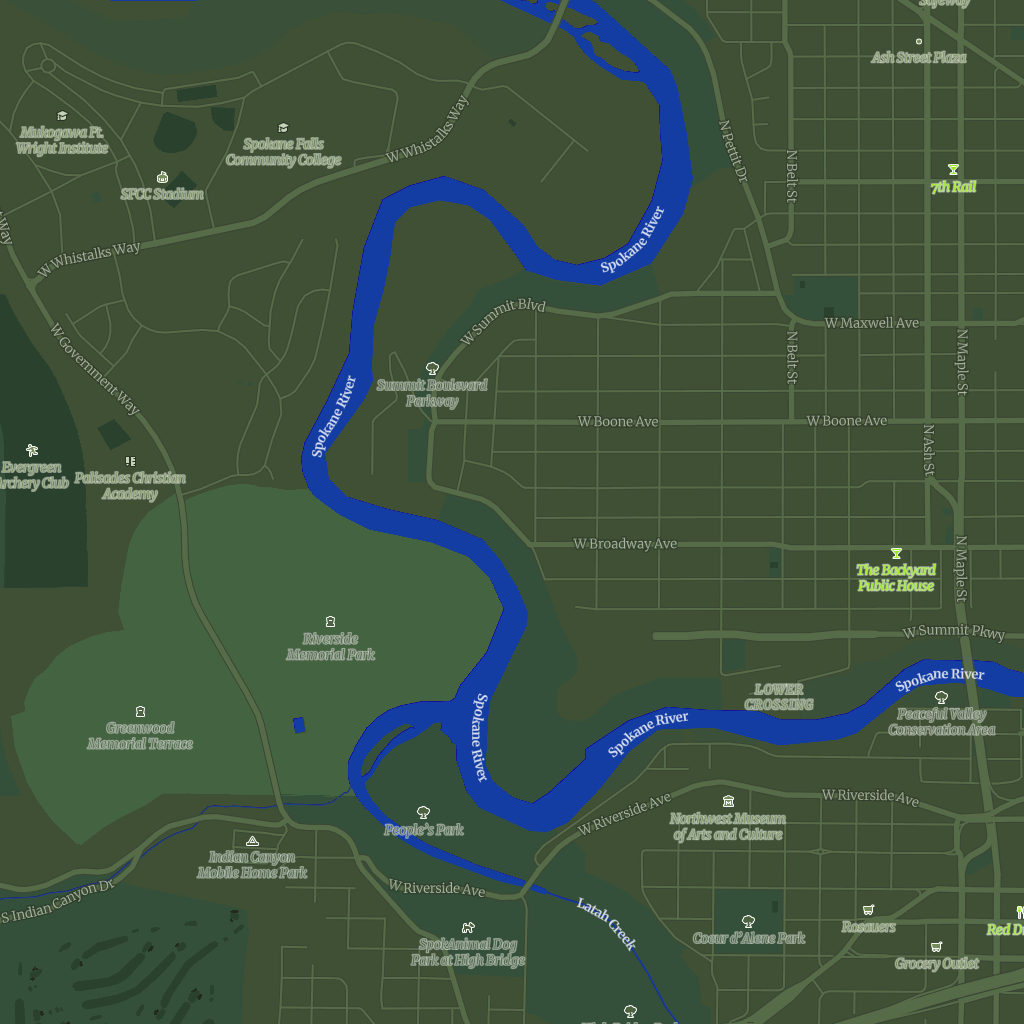 Safeway
Ash Street Plaza
Mukogawa Ft.
Wright Institute
Spokane Falls
Community College
W Whistalks Way
N Pettit Dr
N Belt St
7th Rail
SFCC Stadium
Way
W Whistalks Way
Spokane River
W Summit Blvd
W Maxwell Ave
W Government Way
N Belt St
N Maple St
Summit Boulevard
Parkway
Spokane River
W Boone Ave
W Boone Ave
N Ash St
Evergreen
Archery Club
Palisades Christian
Academy
W Broadway Ave
The Backyard
Public House
N Maple St
Riverside
Memorial Park
W Summit Pkwy
Spokane River
LOWER
CROSSING
Greenwood
Memorial Terrace
Spokane River
Spokane River
Peaceful Valley
Conservation Area
W Riverside Ave
W Riverside Ave
Northwest Museum
of Arts and Culture
People's Park
Indian Canyon
Mobile Home Park
S Indian Canyon Dr
W Riverside Ave
Latah Creek
Coeur d'Alene Park
Rosauers
Red D
SpokAnimal Dog
Park at High Bridge
Grocery Outlet